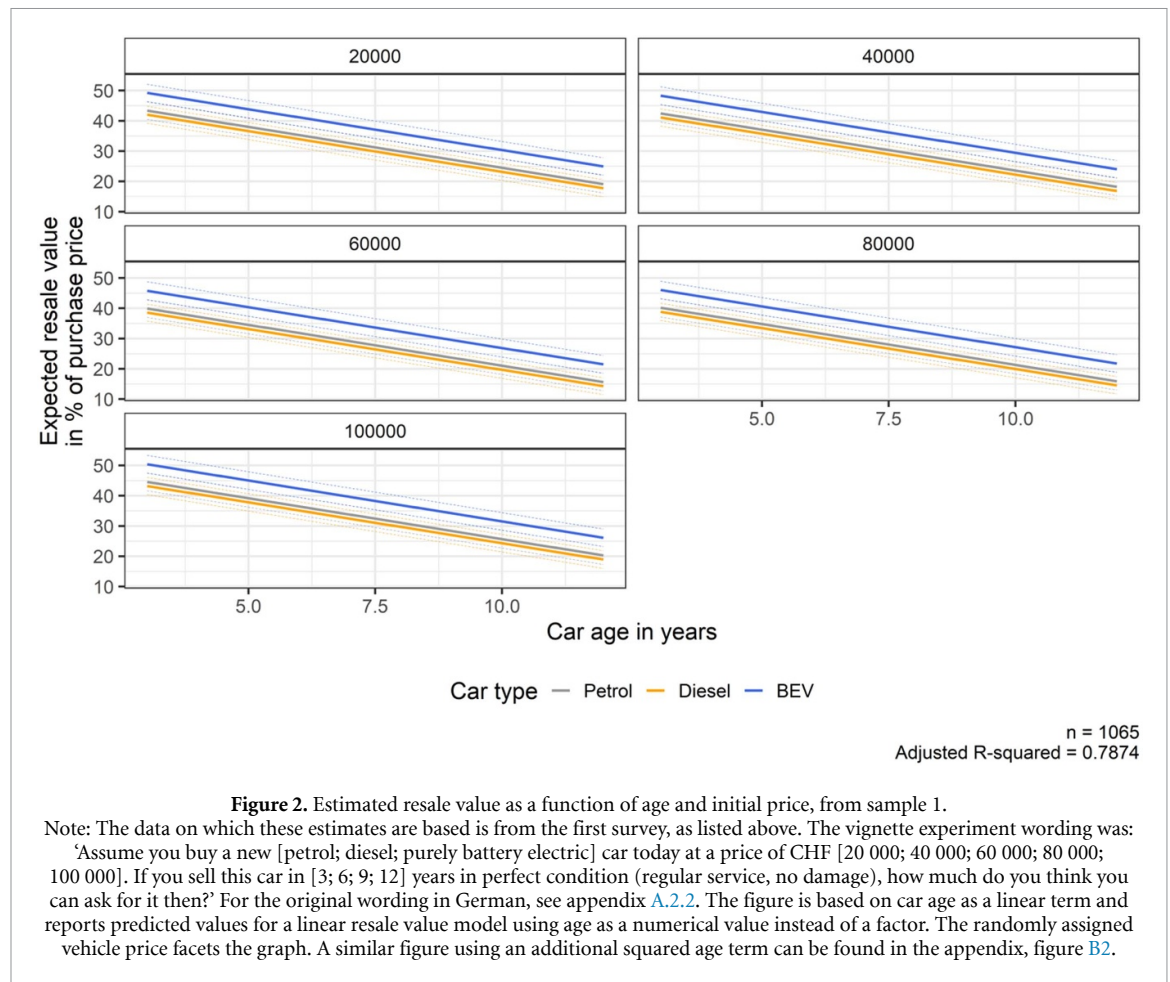 20000
40000
50
40
30
20
10
60000
80000
50
40
30
20
10
5.0 7.5 10.0
100000
50
40
30
20
10
5.0 7.5 10.0
Expected resale value
in % of purchase price
Car age in years
Car type Petrol Diesel BEV
n = 1065
Adjusted R-squared = 0.7874
Figure 2. Estimated resale value as a function of age and initial price, from sample 1.
Note: The data on which these estimates are based is from the first survey, as listed above. The vignette experiment wording was:
‘Assume you buy a new [petrol; diesel; purely battery electric] car today at a price of CHF [20 000; 40 000; 60 000; 80 000;
100 000]. If you sell this car in [3; 6; 9; 12] years in perfect condition (regular service, no damage), how much do you think you
can ask for it then?’ For the original wording in German, see appendix A.2.2. The figure is based on car age as a linear term and
reports predicted values for a linear resale value model using age as a numerical value instead of a factor. The randomly assigned
vehicle price facets the graph. A similar figure using an additional squared age term can be found in the appendix, figure B2.